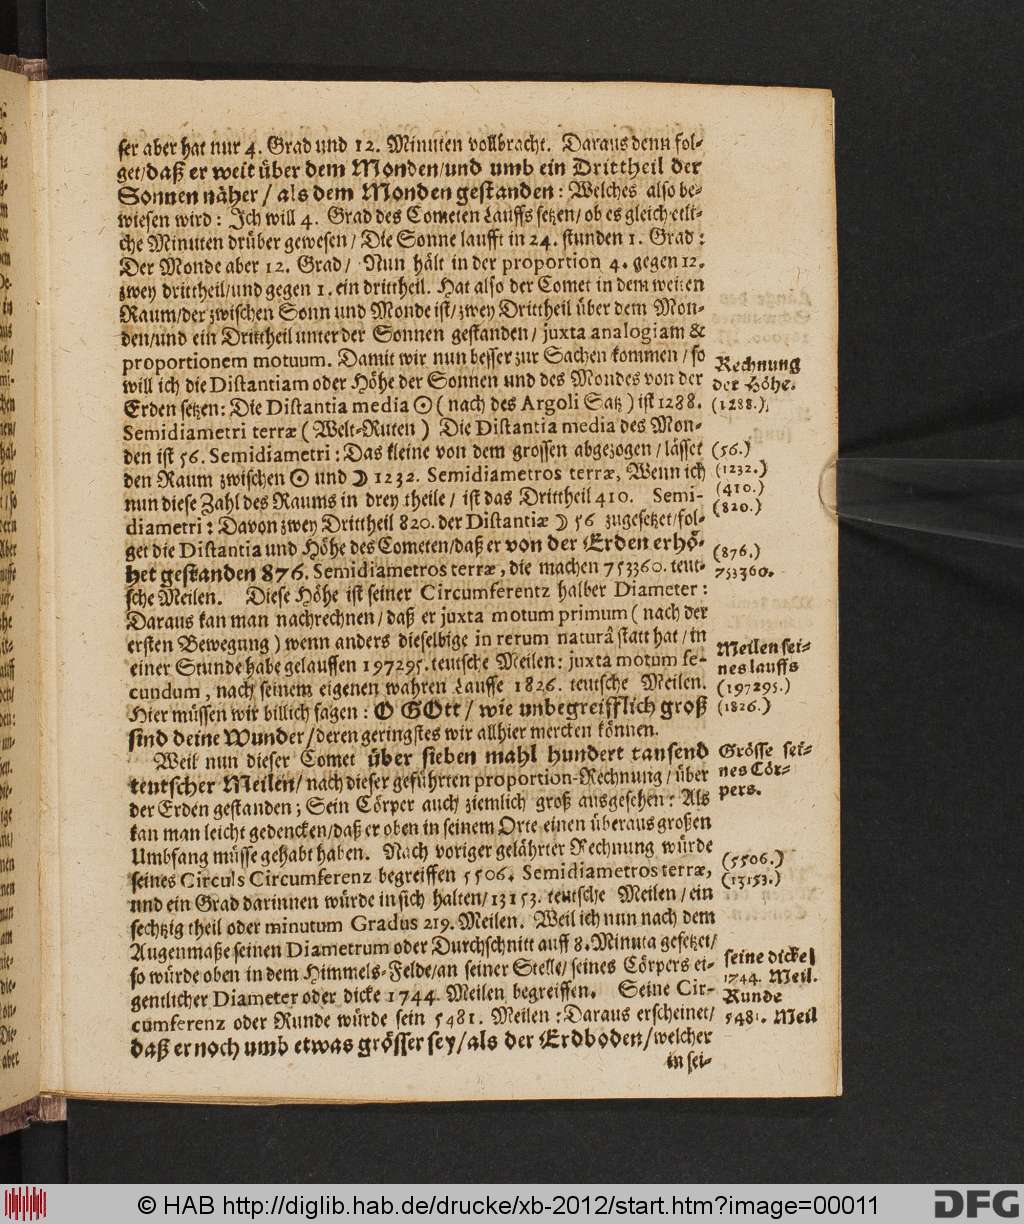 ser aber hat nur 4. Grad und 12. Minuten vollbracht. Daraus denn fol-
get/daß er weit über dem Monden/und umb ein Drittheil der
Sonnen näher / als dem Monden gestanden: Welches also be-
wiesen wird: Ich will 4. Grad des Cometen Lauffs setzen/ ob es gleich etli-
che Minuten drüber gewesen/ Die Sonne laufft in 24. stunden 1. Grad:
Der Monde aber 12. Grad/ Nun hält in der proportion 4. gegen 12.
zwey drittheil/und gegen 1. ein drittheil. Hat also der Comet in dem weiten
Raum/der zwischen Sonn und Monde ist/ zwey Drittheil über dem Mon-
den/und ein Drittheil unter der Sonnen gestanden/ juxta analogiam &
proportionem motuum. Damit wir nun besser zur Sachen kommen / so
will ich die Distantiam oder Höhe der Sonnen und des Mondes von der
Erden setzen: Die Distantia media ☉ ( nach des Argoli Satz ) ist 1288.
Semidiametri terræ ( Welt-Ruten ) Die Distantia media des Mon-
den ist 56. Semidiametri: Das kleine von dem grossen abgezogen / lässet
den Raum zwischen ☉ und ☽ 1232. Semidiametros terræ, Wenn ich
nun diese Zahl des Raums in drey theile / ist das Drittheil 410. Semi-
diametri: Davon zwey Drittheil 820. der Distantiæ ☽ 56 zugesetzet/fol-
get die Distantia und Höhe des Cometen/daß er von der Erden erhö-
het gestanden 876. Semidiametros terræ, die machen 753360. teut-
sche Meilen. Diese Höhe ist seiner Circumferentz halber Diameter:
Daraus kan man nachrechnen/ daß er juxta motum primum ( nach der
ersten Bewegung ) wenn anders dieselbige in rerum naturâ statt hat / in
einer Stunde habe gelauffen 197295. teutsche Meilen: juxta motum se-
cundum, nach seinem eigenen wahren Lauffe 1826. teutsche Meilen.
Hier müssen wir billich sagen: O GOtt / wie unbegreifflich groß
sind deine Wunder/ deren geringstes wir allhier mercken können.
Weil nun dieser Comet über sieben mahl hundert tausend
teutscher Meilen/ nach dieser geführten proportion-Rechnung/ über
der Erden gestanden; Sein Cörper auch ziemlich groß ausgesehen: Als
kan man leicht gedencken/daß er oben in seinem Orte einen überaus großen
Umbfang müsse gehabt haben. Nach voriger gelährter Rechnung würde
seines Circuls Circumferenz begreiffen 5506. Semidiametros terræ,
und ein Grad darinnen würde in sich halten/ 13153. teutsche Meilen / ein
sechtzig theil oder minutum Gradus 219. Meilen. Weil ich nun nach dem
Augenmaße seinen Diametrum oder Durchschnitt auff 8. Minuta gesetzet/
so würde oben in dem Himmels-Felde/an seiner Stelle/ seines Cörpers ei-
gentlicher Diameter oder dicke 1744. Meilen begreiffen. Seine Cir-
cumferenz oder Runde würde sein 5481. Meilen: Daraus erscheinet/
daß er noch umb etwas grösser sey/als der Erdboden/welcher
in sei-
Rechnung
der Höhe.
(1288.)
(56.)
(1232.)
(410.)
(820.)
(876.)
753360.
Meilen sei-
nes lauffs
(197295.)
(1826.)
Grösse sei-
nes Cör-
pers.
(5506.)
(13153.)
seine dicke
1744. Meil.
Runde
5481. Meil
© HAB http://diglib.hab.de/drucke/xb-2012/start.htm?image=00011
DFG